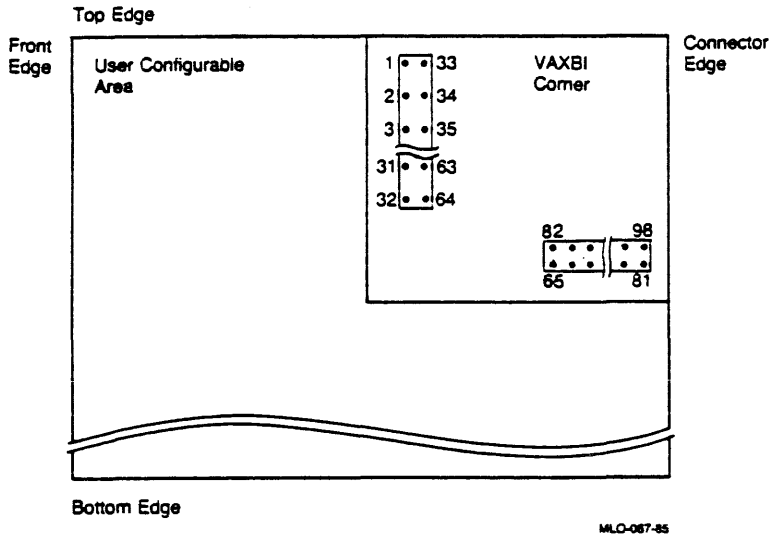 Top Edge
Front
Edge
User Configurable
Area
1 33
2 34
3 35
31 63
32 64
VAXBI
Corner
Connector
Edge
82 98
65 81
Bottom Edge
MLO-067-85